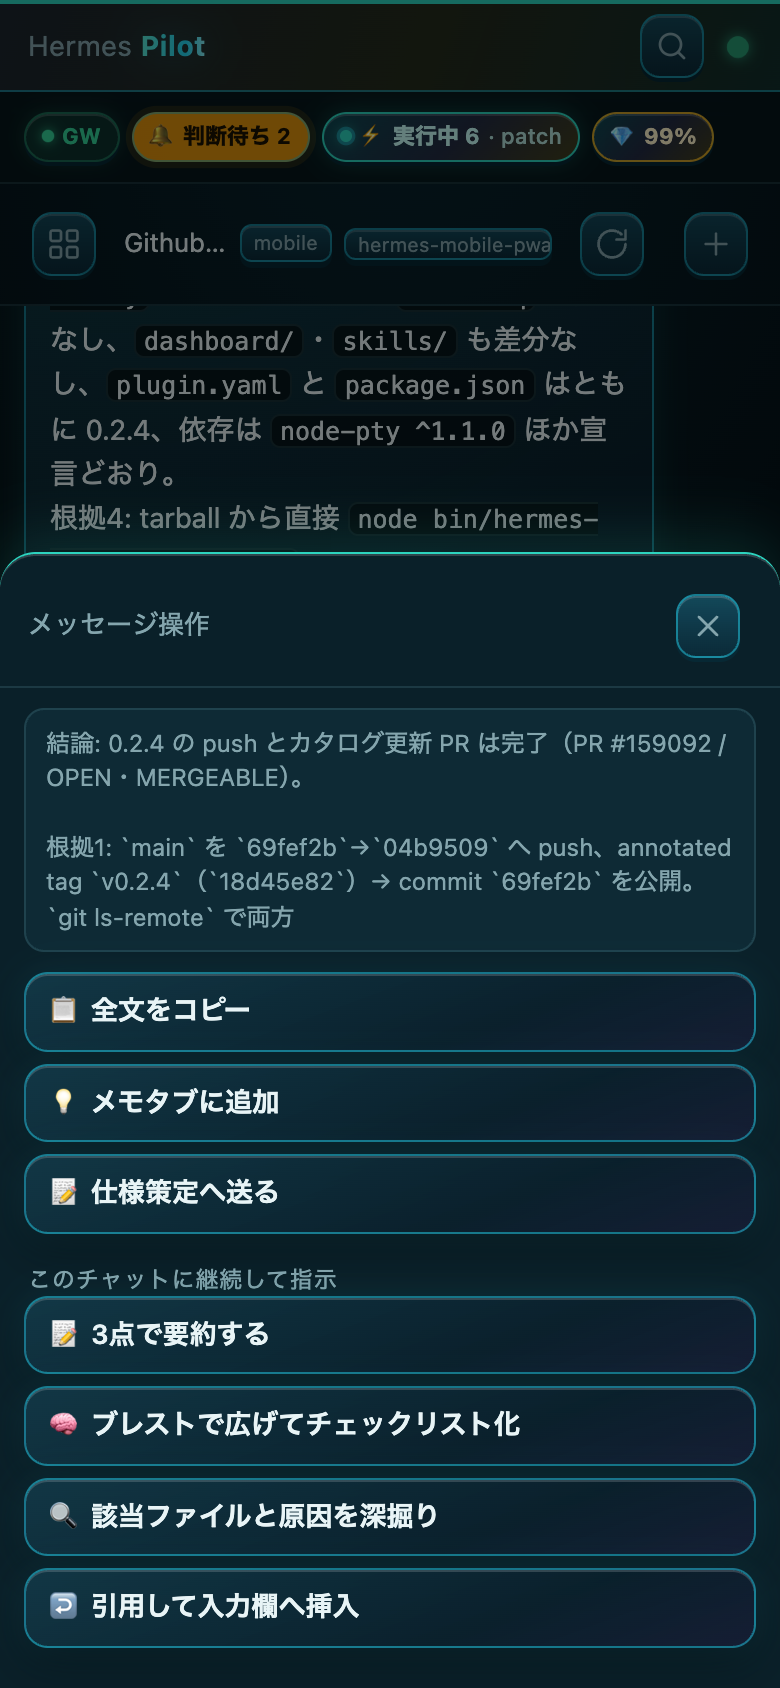 Hermes Pilot
GW
判断待ち 2
実行中 6 · patch
99%
Github...
mobile
hermes-mobile-pwa
なし、 dashboard/ ・ skills/ も差分な
し、 plugin.yaml と package.json はとも
に 0.2.4、依存は node-pty ^1.1.0 ほか宣
言どおり。
根拠4: tarball から直接 node bin/hermes-
メッセージ操作
結論: 0.2.4 の push とカタログ更新 PR は完了（PR #159092 /
OPEN・MERGEABLE）。
根拠1: `main` を `69fef2b`→`04b9509` へ push、annotated
tag `v0.2.4`（`18d45e82`）→ commit `69fef2b` を公開。
`git ls-remote` で両方
全文をコピー
メモタブに追加
仕様策定へ送る
このチャットに継続して指示
3点で要約する
ブレストで広げてチェックリスト化
該当ファイルと原因を深掘り
引用して入力欄へ挿入